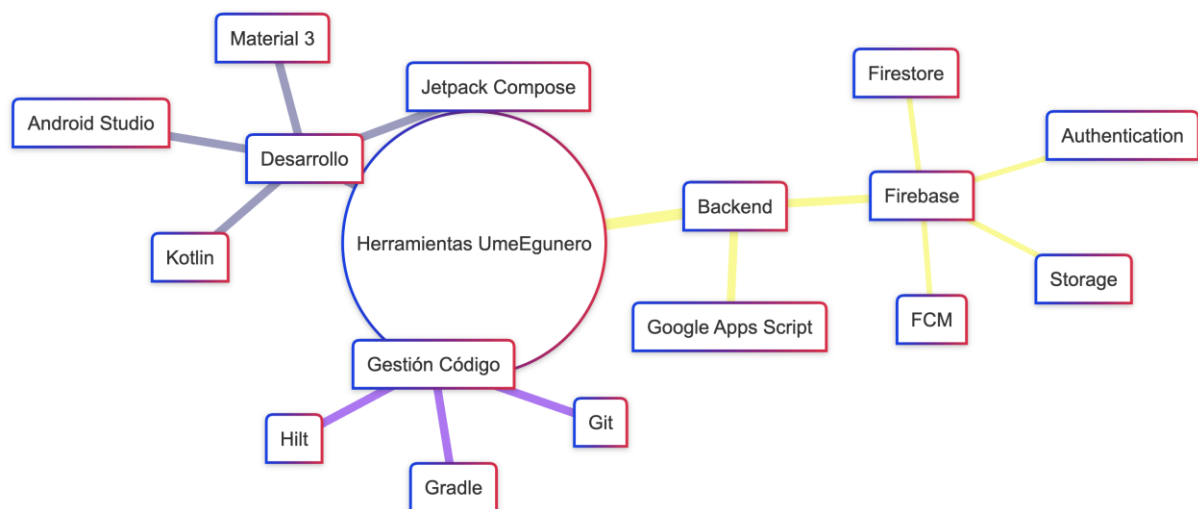 Material 3
Jetpack Compose
Android Studio
Desarrollo
Kotlin
Herramientas UmeEgunero
Gestión Código
Hilt
Git
Gradle
Backend
Google Apps Script
Firebase
Firestore
Authentication
Storage
FCM